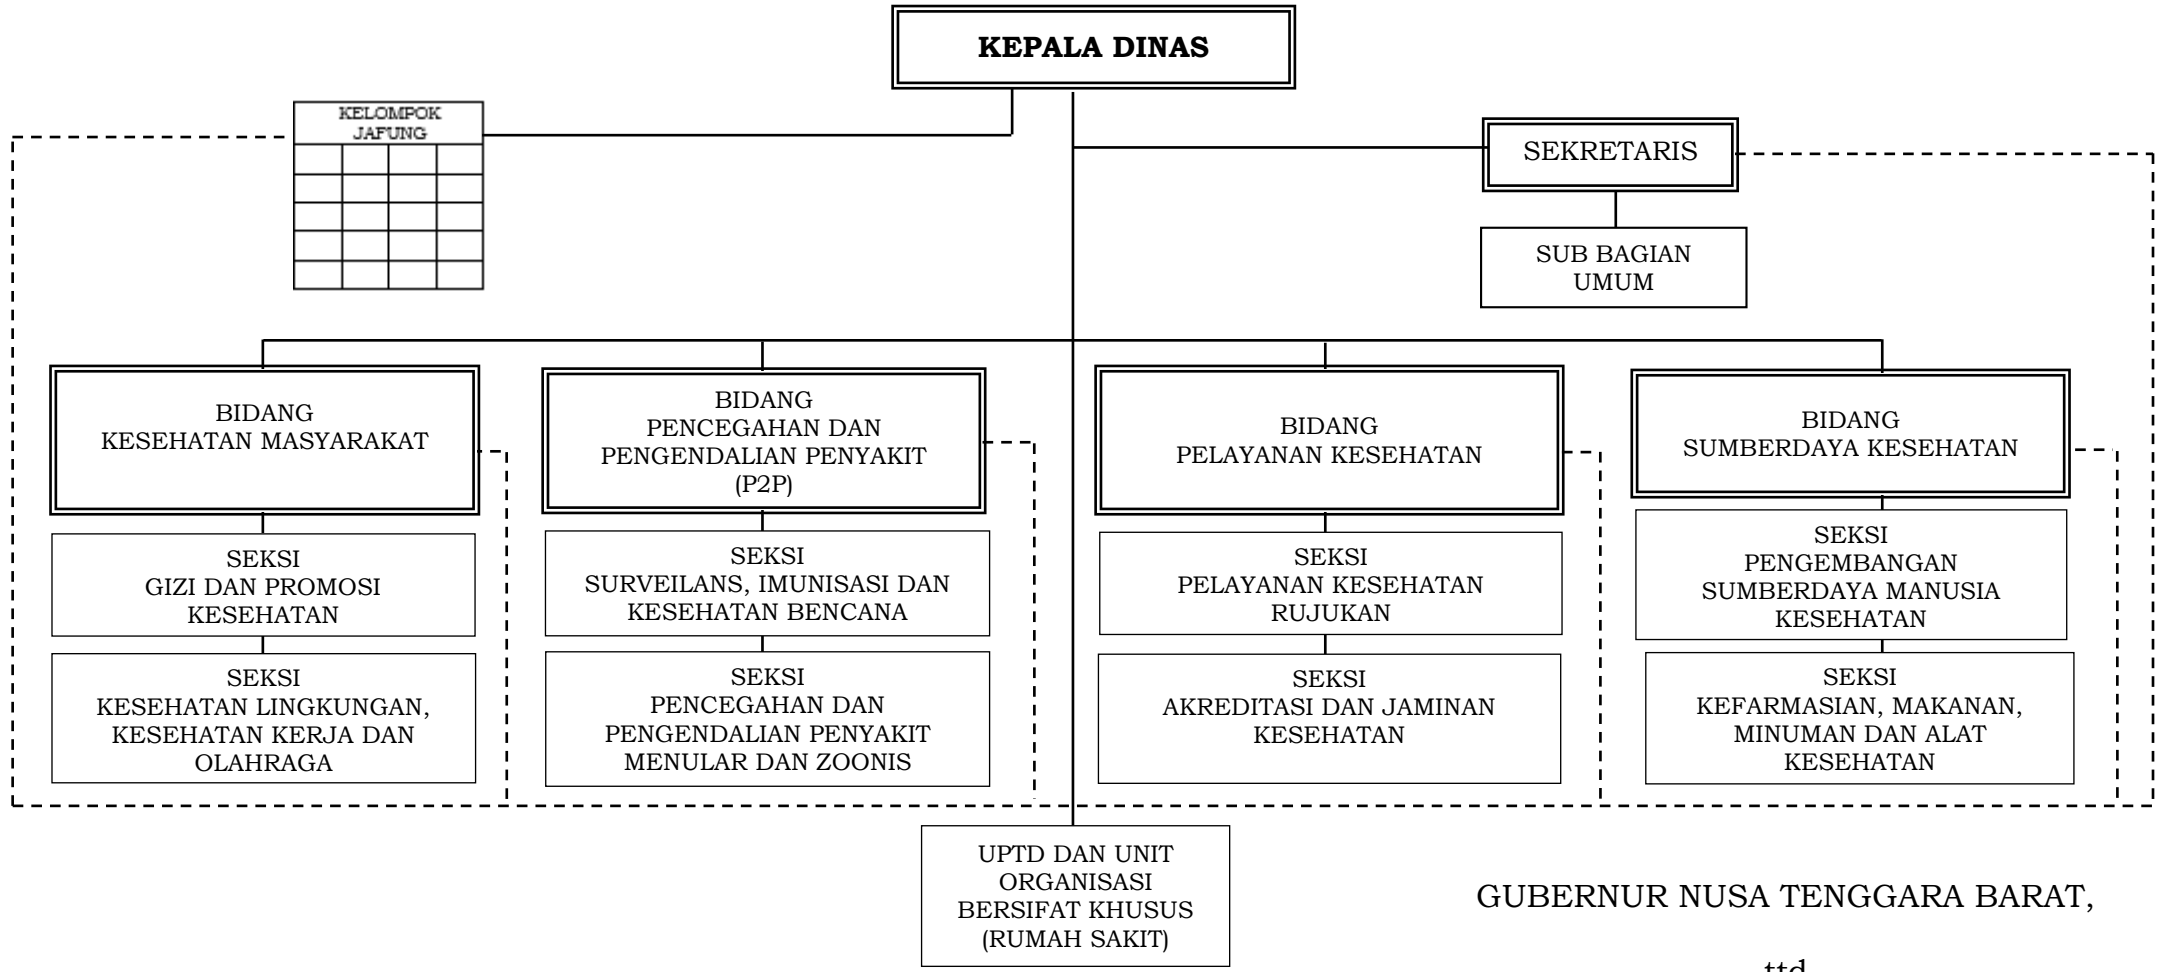 KEPALA DINAS
KELOMPOK
JAFUNG
SEKRETARIS
SUB BAGIAN
UMUM
BIDANG
KESEHATAN MASYARAKAT
BIDANG
PENCEGAHAN DAN
PENGENDALIAN PENYAKIT
(P2P)
BIDANG
PELAYANAN KESEHATAN
BIDANG
SUMBERDAYA KESEHATAN
SEKSI
GIZI DAN PROMOSI
KESEHATAN
SEKSI
SURVEILANS, IMUNISASI DAN
KESEHATAN BENCANA
SEKSI
PELAYANAN KESEHATAN
RUJUKAN
SEKSI
PENGEMBANGAN
SUMBERDAYA MANUSIA
KESEHATAN
SEKSI
KESEHATAN LINGKUNGAN,
KESEHATAN KERJA DAN
OLAHRAGA
SEKSI
PENCEGAHAN DAN
PENGENDALIAN PENYAKIT
MENULAR DAN ZOONIS
SEKSI
AKREDITASI DAN JAMINAN
KESEHATAN
SEKSI
KEFARMASIAN, MAKANAN,
MINUMAN DAN ALAT
KESEHATAN
UPTD DAN UNIT
ORGANISASI
BERSIFAT KHUSUS
(RUMAH SAKIT)
GUBERNUR NUSA TENGGARA BARAT,
ttd